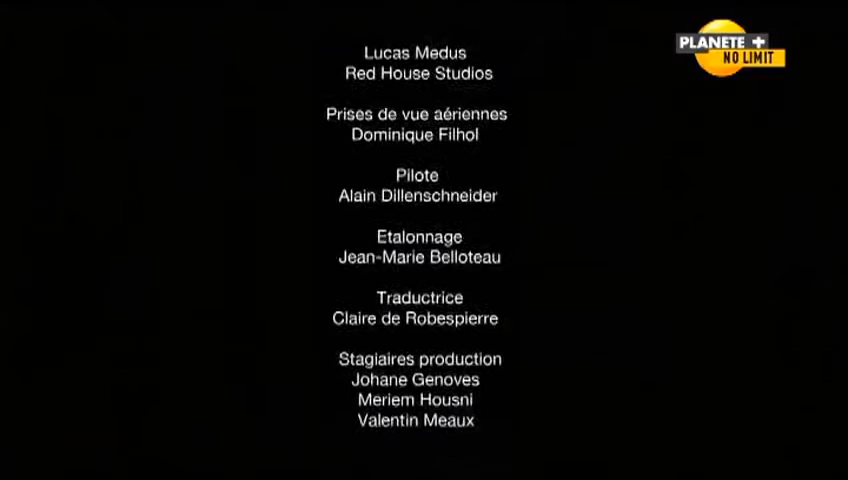 PLANETE +
NO LIMIT
Lucas Medus
Red House Studios
Prises de vue aériennes
Dominique Filhol
Pilote
Alain Dillenschneider
Etalonnage
Jean-Marie Belloteau
Traductrice
Claire de Robespierre
Stagiaires production
Johane Genoves
Meriem Housni
Valentin Meaux